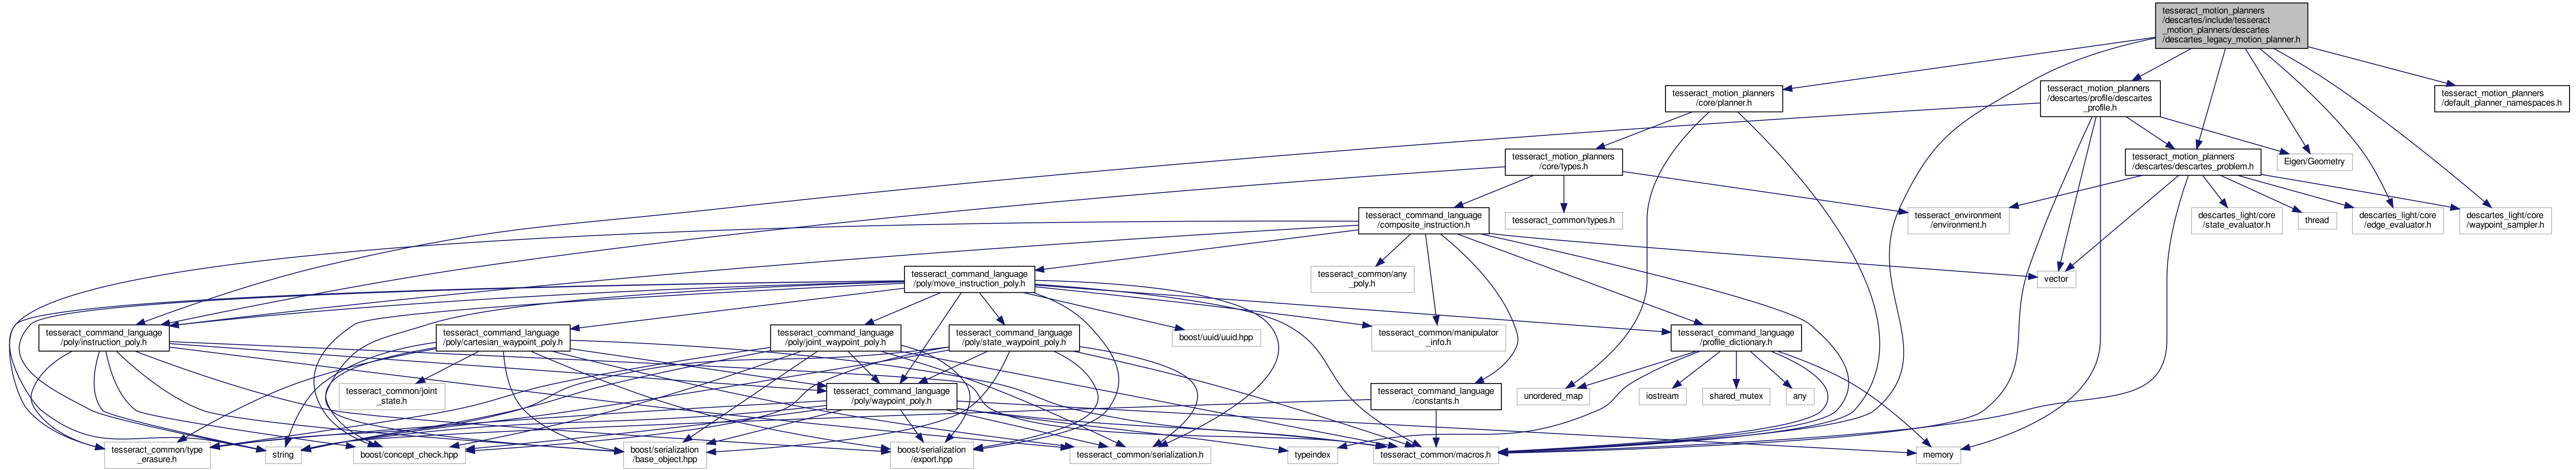 tesseract_motion_planners
/descartes/include/tesseract
_motion_planners/descartes
/descartes_legacy_motion_planner.h
tesseract_motion_planners
/core/planner.h
tesseract_motion_planners
/descartes/profile/descartes
_profile.h
tesseract_motion_planners
/default_planner_namespaces.h
tesseract_motion_planners
/core/types.h
tesseract_motion_planners
/descartes/descartes_problem.h
Eigen/Geometry
tesseract_command_language
/composite_instruction.h
tesseract_common/types.h
tesseract_environment
/environment.h
descartes_light/core
/state_evaluator.h
thread
descartes_light/core
/edge_evaluator.h
descartes_light/core
/waypoint_sampler.h
tesseract_command_language
/poly/move_instruction_poly.h
tesseract_common/any
_poly.h
vector
tesseract_command_language
/poly/instruction_poly.h
tesseract_command_language
/poly/cartesian_waypoint_poly.h
tesseract_command_language
/poly/joint_waypoint_poly.h
tesseract_command_language
/poly/state_waypoint_poly.h
boost/uuid/uuid.hpp
tesseract_common/manipulator
_info.h
tesseract_command_language
/profile_dictionary.h
tesseract_common/joint
_state.h
tesseract_command_language
/poly/waypoint_poly.h
tesseract_command_language
/constants.h
unordered_map
iostream
shared_mutex
any
tesseract_common/type
_erasure.h
string
boost/concept_check.hpp
boost/serialization
/base_object.hpp
boost/serialization
/export.hpp
tesseract_common/serialization.h
typeindex
tesseract_common/macros.h
memory